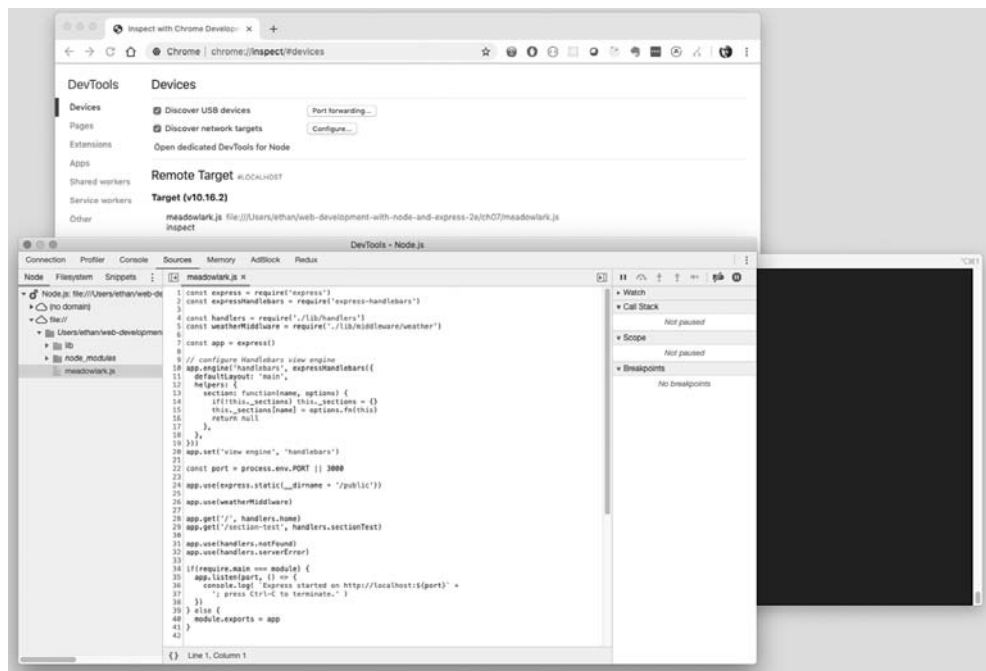 Inspect with Chrome Develop
Chrome | chrome://inspect/#devices
DevTools
Devices
Pages
Extensions
Apps
Shared workers
Service workers
Other
Devices
Discover USB devices
Port forwarding...
Discover network targets
Configure...
Open dedicated DevTools for Node
Remote Target #LOCALHOST
Target (v10.16.2)
meadowlark.js file:///Users/ethan/web-development-with-node-and-express-2e/ch07/meadowlark.js
inspect
DevTools - Node.js
Connection Profiler Console Sources Memory AdBlock Redux
Node Filesystem Snippets
Node.js: file:///Users/ethan/web-de
(no domain)
file://
Users/ethan/web-developmen
lib
node_modules
meadowlark.js
meadowlark.js ×
1 const express = require('express')
2 const expressHandlebars = require('express-handlebars')
3
4 const handlers = require('./lib/handlers')
5 const weatherMiddlware = require('./lib/middleware/weather')
6
7 const app = express()
8
9 // configure Handlebars view engine
10 app.engine('handlebars', expressHandlebars({
11 defaultLayout: 'main',
12 helpers: {
13 section: function(name, options) {
14 if(!this._sections) this._sections = {}
15 this._sections[name] = options.fn(this)
16 return null
17 },
18 },
19 }))
20 app.set('view engine', 'handlebars')
21
22 const port = process.env.PORT || 3000
23
24 app.use(express.static(__dirname + '/public'))
25
26 app.use(weatherMiddlware)
27
28 app.get('/', handlers.home)
29 app.get('/section-test', handlers.sectionTest)
30
31 app.use(handlers.notFound)
32 app.use(handlers.serverError)
33
34 if(require.main === module) {
35 app.listen(port, () => {
36 console.log( `Express started on http://localhost:${port}` +
37 '; press Ctrl-C to terminate.' )
38 })
39 } else {
40 module.exports = app
41 }
42
{} Line 1, Column 1
Watch
Call Stack
Not paused
Scope
Not paused
Breakpoints
No breakpoints
⌥⌘1